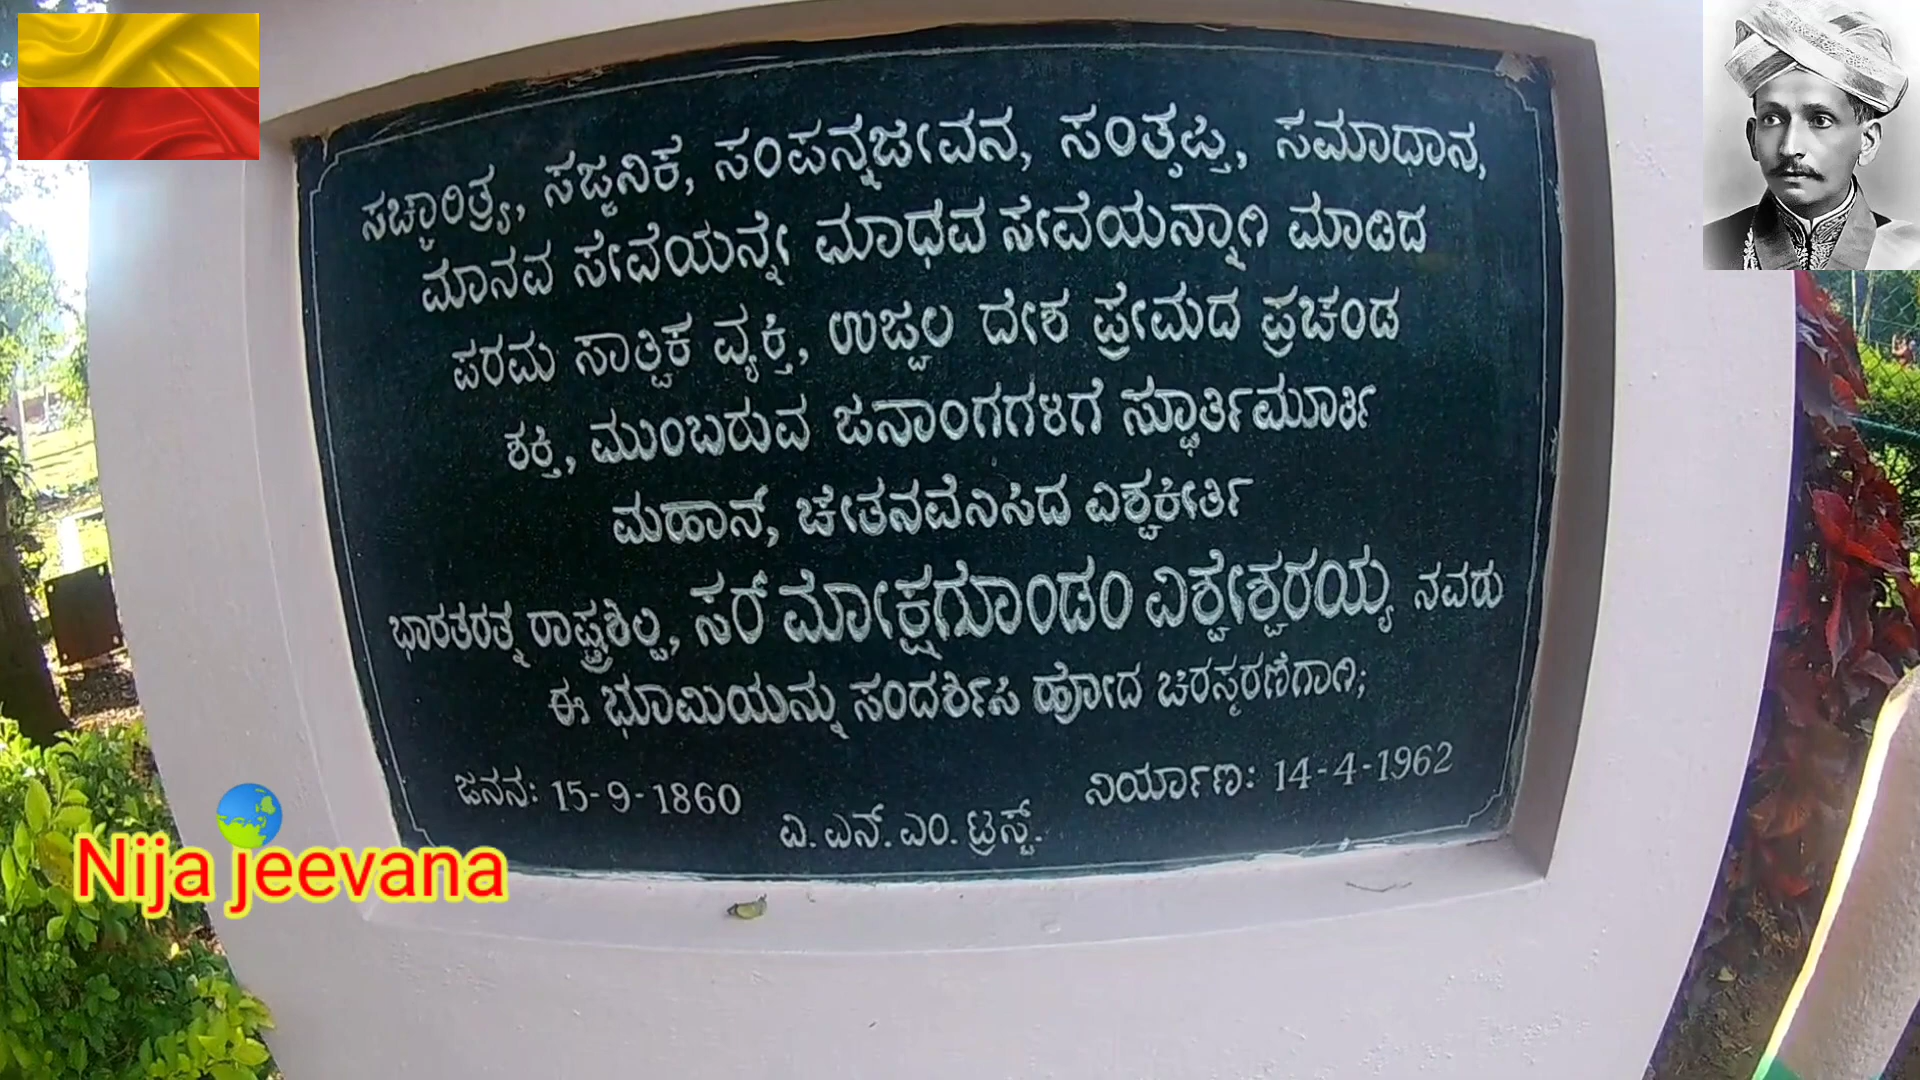 ಸಚ್ಚಾರಿತ್ರ್ಯ, ಸಜ್ಜನಿಕೆ, ಸಂಪನ್ನಜೀವನ, ಸಂತೃಪ್ತ, ಸಮಾಧಾನ,
ಮಾನವ ಸೇವೆಯನ್ನೇ ಮಾಧವ ಸೇವೆಯನ್ನಾಗಿ ಮಾಡಿದ
ಪರಮ ಸಾತ್ವಿಕ ವ್ಯಕ್ತಿ, ಉಜ್ವಲ ದೇಶ ಪ್ರೇಮದ ಪ್ರಚಂಡ
ಶಕ್ತಿ, ಮುಂಬರುವ ಜನಾಂಗಗಳಿಗೆ ಸ್ಫೂರ್ತಿಮೂರ್ತಿ
ಮಹಾನ್, ಚೇತನವೆನಿಸಿದ ವಿಶ್ವಕೀರ್ತಿ
ಭಾರತರತ್ನ ರಾಷ್ಟ್ರಶಿಲ್ಪಿ, ಸರ್ ಮೋಕ್ಷಗೊಂಡಂ ವಿಶ್ವೇಶ್ವರಯ್ಯ ನವರು
ಈ ಭೂಮಿಯನ್ನು ಸಂದರ್ಶಿಸಿ ಹೋದ ಚಿರಸ್ಮರಣೆಗಾಗಿ;
ಜನನ: 15-9-1860 ನಿರ್ಯಾಣ: 14-4-1962
ವಿ. ಎನ್. ಎಂ. ಟ್ರಸ್ಟ್.
Nija jeevana